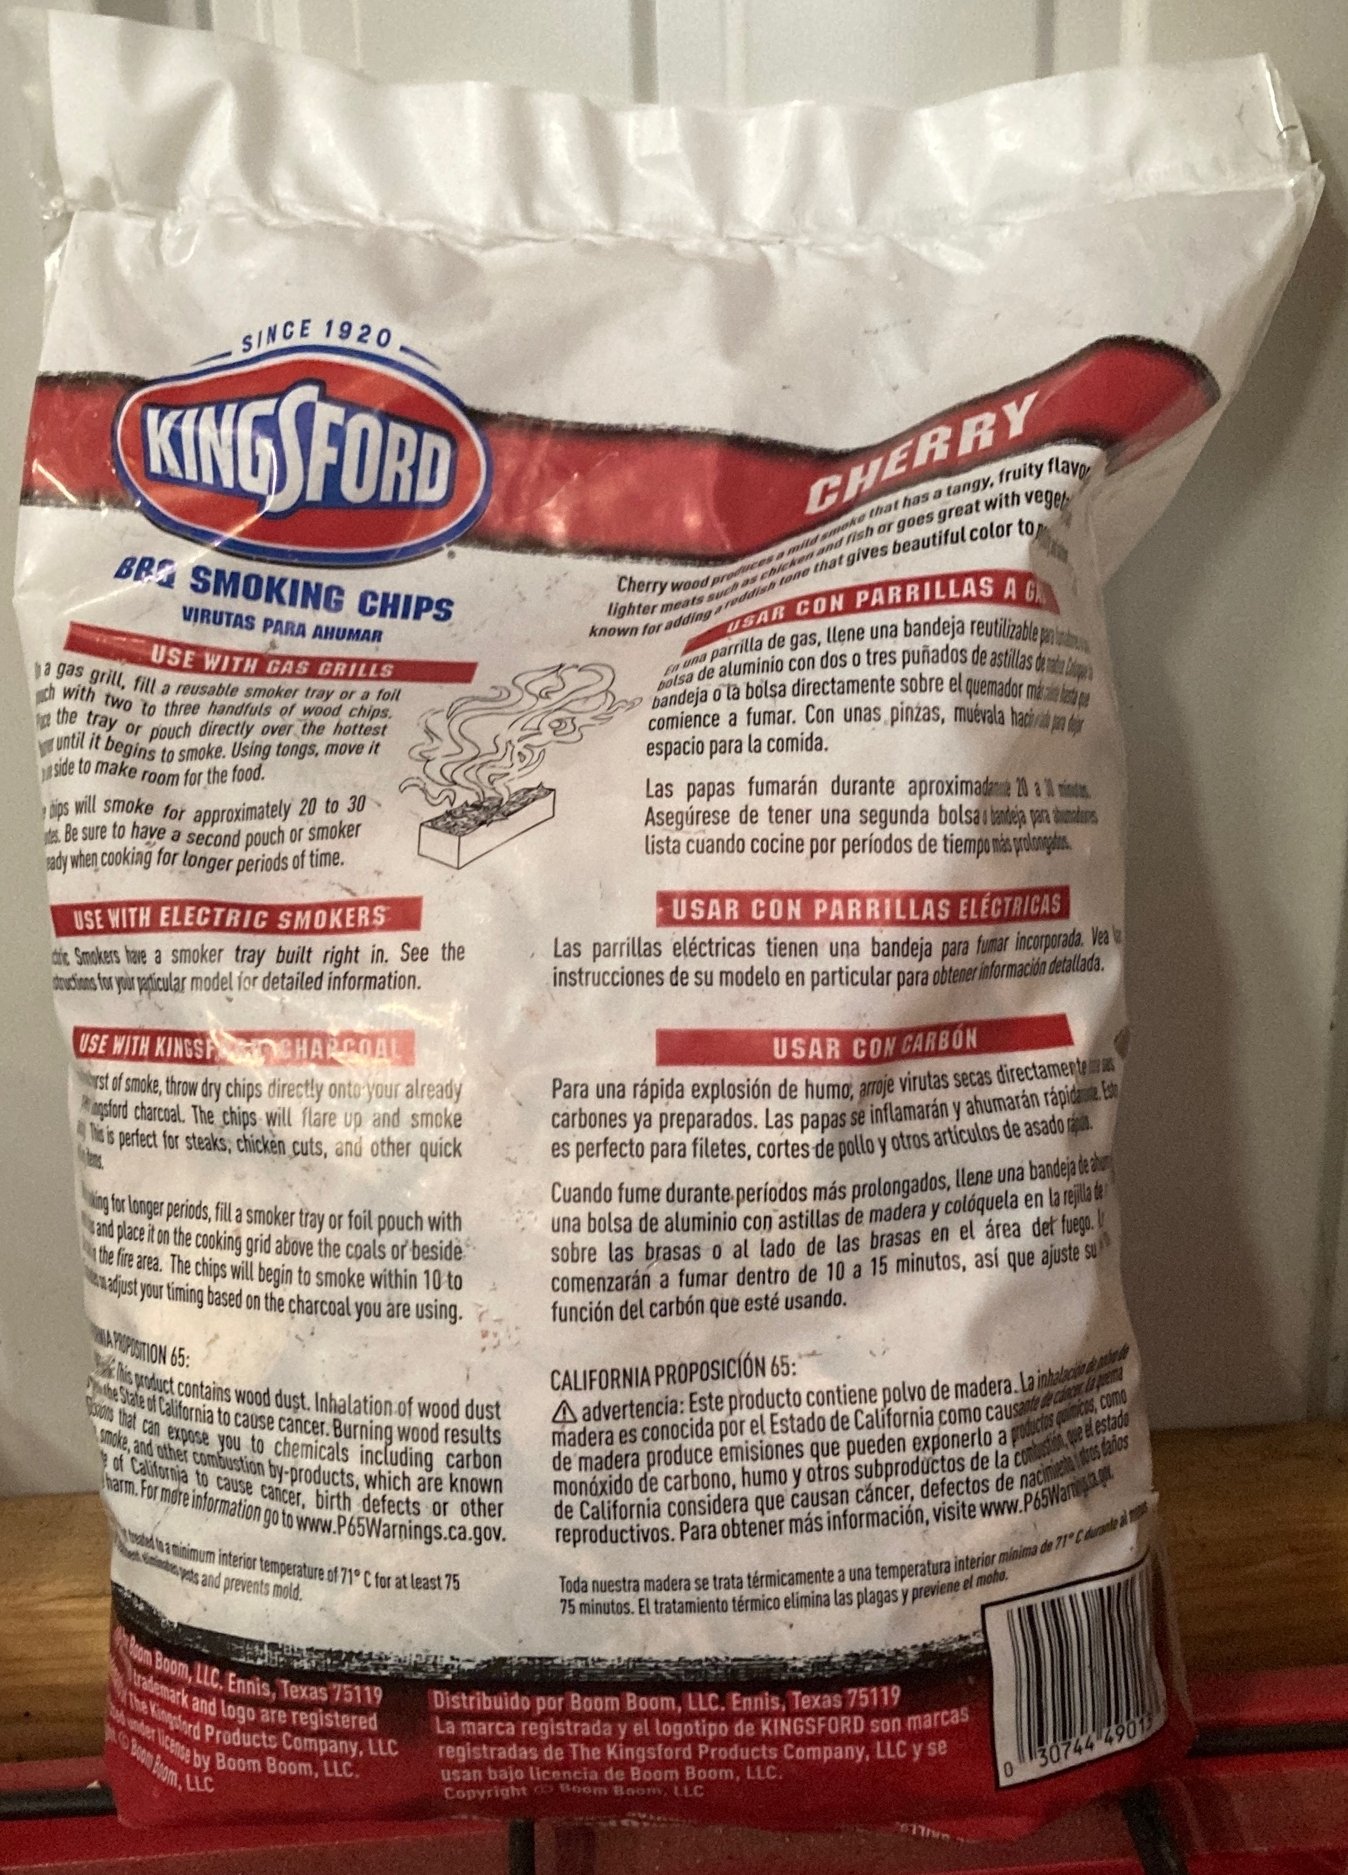 SINCE 1920
KINGSFORD
BBQ SMOKING CHIPS
VIRUTAS PARA AHUMAR
CHERRY
Cherry wood produces a mild smoke that has a tangy, fruity
lighter meats such as chicken and fish or goes great with
known for adding a reddish tone that gives beautiful color to
USE WITH GAS GRILLS
a gas grill, fill a reusable smoker tray or a foil
with two to three handfuls of wood chips.
the tray or pouch directly over the hottest
until it begins to smoke. Using tongs, move it
side to make room for the food.
chips will smoke for approximately 20 to 30
Be sure to have a second pouch or smoker
when cooking for longer periods of time.
USE WITH ELECTRIC SMOKERS
Smokers have a smoker tray built right in. See the
for your particular model for detailed information.
USE WITH CHARCOAL
of smoke, throw dry chips directly onto your already
charcoal. The chips will flare up and smoke
This is perfect for steaks, chicken cuts, and other quick
for longer periods, fill a smoker tray or foil pouch with
and place it on the cooking grid above the coals or beside
the fire area. The chips will begin to smoke within 10 to
adjust your timing based on the charcoal you are using.
PROPOSITION 65:
This product contains wood dust. Inhalation of wood dust
the State of California to cause cancer. Burning wood results
that can expose you to chemicals including carbon
smoke, and other combustion by-products, which are known
of California to cause cancer, birth defects or other
harm. For more information go to www.P65Warnings.ca.gov.
treated to a minimum interior temperature of 71° C for at least 75
pests and prevents mold.
USAR CON PARRILLAS A
En una parrilla de gas, llene una bandeja reutilizable para
bolsa de aluminio con dos o tres puñados de astillas de
bandeja o la bolsa directamente sobre el quemador más hasta que
comience a fumar. Con unas pinzas, muévala para dejar
espacio para la comida.
Las papas fumarán durante aproximadamente 20 a 30 minutos.
Asegúrese de tener una segunda bolsa o bandeja para
lista cuando cocine por períodos de tiempo más prolongados.
USAR CON PARRILLAS ELÉCTRICAS
Las parrillas eléctricas tienen una bandeja para fumar incorporada. Vea
instrucciones de su modelo en particular para obtener información detallada.
USAR CON CARBÓN
Para una rápida explosión de humo, arroje virutas secas directamente
carbones ya preparados. Las papas se inflamarán y ahumarán rápidamente. Esto
es perfecto para filetes, cortes de pollo y otros artículos de asado rápido.
Cuando fume durante períodos más prolongados, llene una bandeja de
una bolsa de aluminio con astillas de madera y colóquela en la rejilla de
sobre las brasas o al lado de las brasas en el área del fuego.
comenzarán a fumar dentro de 10 a 15 minutos, así que ajuste su
función del carbón que esté usando.
CALIFORNIA PROPOSICIÓN 65:
⚠ advertencia: Este producto contiene polvo de madera. La inhalación de polvo de
madera es conocida por el Estado de California como causante de cáncer. La quema
de madera produce emisiones que pueden exponerlo a productos químicos, como
monóxido de carbono, humo y otros subproductos de la combustión, que el estado
de California considera que causan cáncer, defectos de nacimiento otros daños
reproductivos. Para obtener más información, visite www.P65Warnings.ca.gov.
Toda nuestra madera se trata térmicamente a una temperatura interior mínima de 71° C durante al menos
75 minutos. El tratamiento térmico elimina las plagas y previene el moho.
Boom Boom, LLC. Ennis, Texas 75119
trademark and logo are registered
The Kingsford Products Company, LLC
under license by Boom Boom, LLC.
Boom Boom, LLC
Distribuido por Boom Boom, LLC. Ennis, Texas 75119
La marca registrada y el logotipo de KINGSFORD son marcas
registradas de The Kingsford Products Company, LLC y se
usan bajo licencia de Boom Boom, LLC.
Copyright © Boom Boom, LLC
0 30744 49013